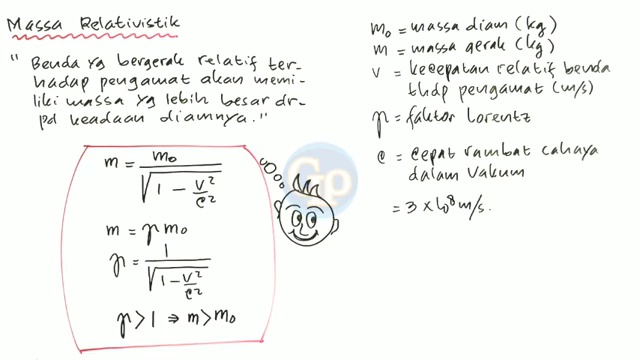 Massa Relativistik
" Benda yg bergerak relatif ter-
hadap pengamat akan memi-
liki massa yg lebih besar dr-
pd keadaan diamnya. "
m = m₀ / √(1 - v²/c²)
m = γ m₀
γ = 1 / √(1 - v²/c²)
γ > 1 ⇒ m > m₀
Gp
m₀ = massa diam (kg)
m = massa gerak (kg)
v = kecepatan relatif benda
thdp pengamat (m/s)
γ = faktor Lorentz
c = cepat rambat cahaya
dalam vakum
= 3 × 10⁸ m/s.